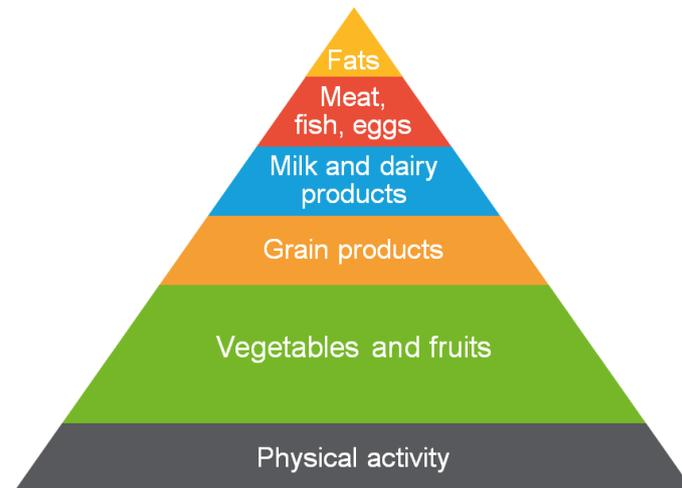 Fats
Meat,
fish, eggs
Milk and dairy
products
Grain products
Vegetables and fruits
Physical activity